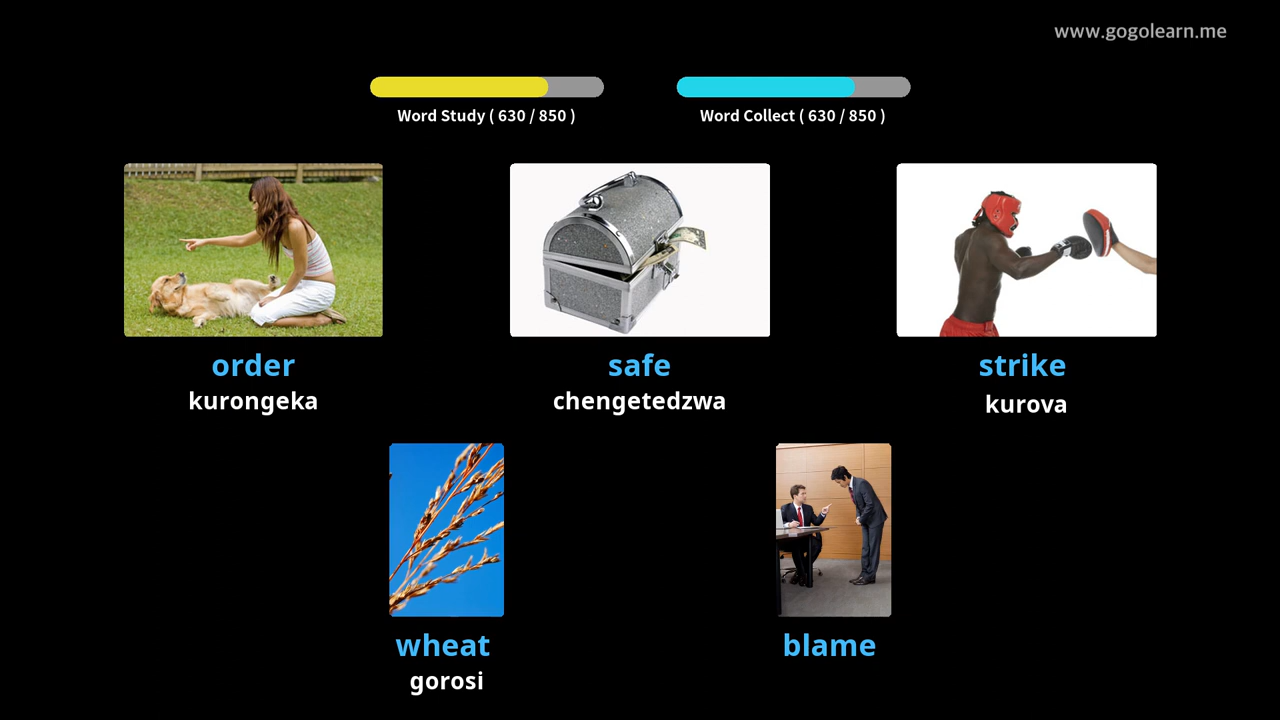 www.gogolearn.me
Word Study ( 630 / 850 )
Word Collect ( 630 / 850 )
order
kurongeka
safe
chengetedzwa
strike
kurova
wheat
gorosi
blame